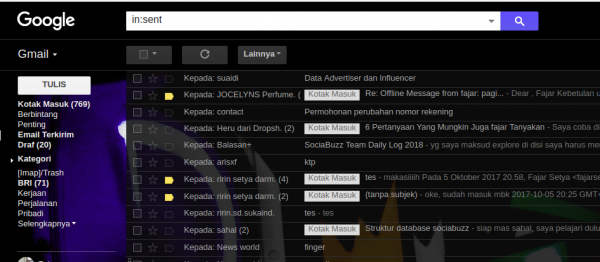 Google
in:sent
Gmail
Lainnya
TULIS
Kotak Masuk (769)
Berbintang
Penting
Email Terkirim
Draf (20)
Kategori
[Imap]/Trash
BRI (71)
Kerjaan
Perjalanan
Pribadi
Selengkapnya
Kepada: suaidi Data Advertiser dan Influencer
Kepada: JOCELYNS Perfume. ( Kotak Masuk Re: Offline Message from fajar: pagi... - Dear , Fajar Kebetulan u
Kepada: contact Permohonan perubahan nomor rekening
Kepada: Heru dari Dropsh. (2) Kotak Masuk 6 Pertanyaan Yang Mungkin Juga fajar Tanyakan - Saya coba di
Kepada: Balasan+ SociaBuzz Team Daily Log 2018 - yg saya maksud explore di disi saya harus me
Kepada: arisxf ktp
Kepada: ririn setya darm. (4) Kotak Masuk tes - makasiiiih Pada 5 Oktober 2017 20.58, Fajar Setya <fajarse
Kepada: ririn setya darm. (2) Kotak Masuk (tanpa subjek) - oke, sudah masuk mbk 2017-10-05 20:25 GMT+
Kepada: ririn.sd.sukaind. tes - tes
Kepada: sahal (2) Kotak Masuk Struktur database sociabuzz - siap mas sahal, saya pelajari dulu
Kepada: News world finger